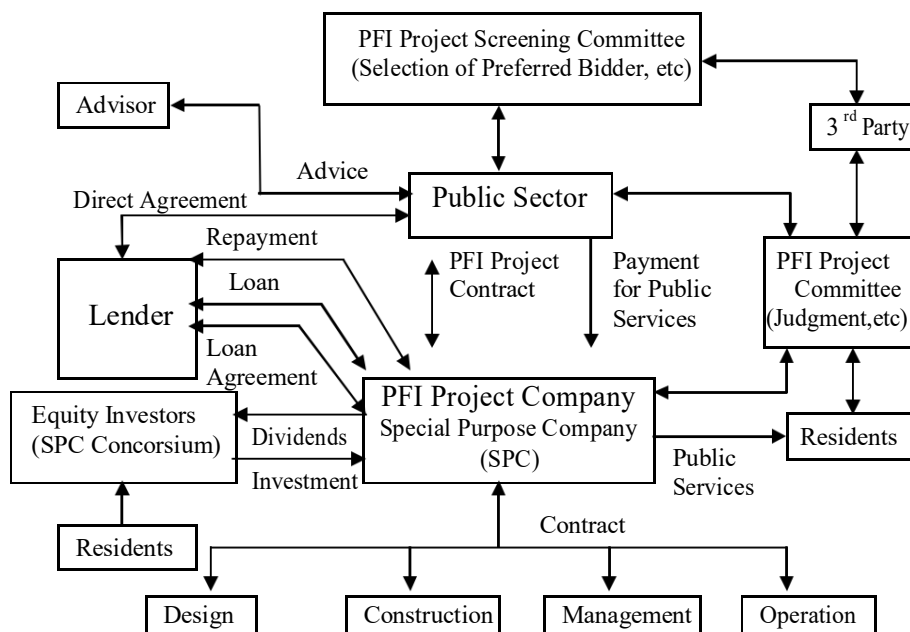 PFI Project Screening Committee
(Selection of Preferred Bidder, etc)
Advisor
3 rd Party
Advice
Public Sector
Direct Agreement
Repayment
Loan
Lender
Loan
Agreement
PFI Project
Contract
Payment
for Public
Services
PFI Project
Committee
(Judgment,etc)
PFI Project Company
Special Purpose Company
(SPC)
Equity Investors
(SPC Concorsium)
Dividends
Investment
Public
Services
Residents
Residents
Contract
Design
Construction
Management
Operation